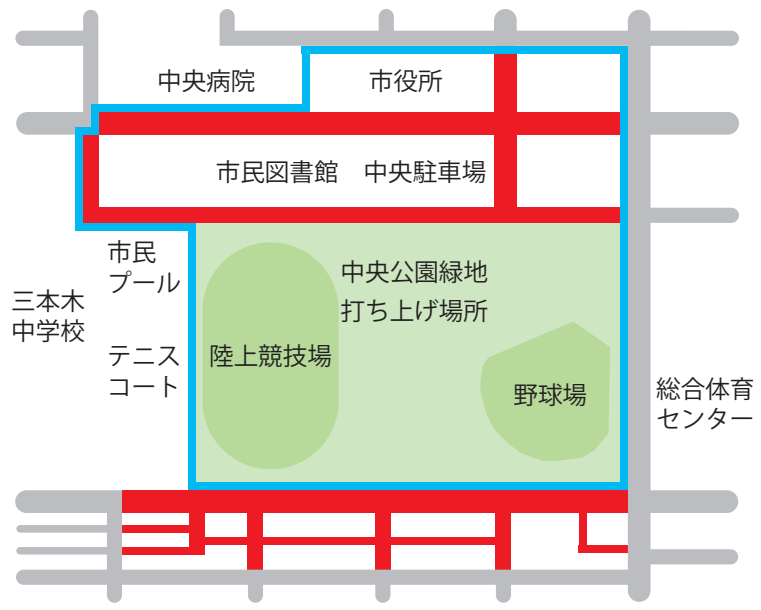 中央病院
市役所
市民図書館
中央駐車場
市民
プール
中央公園緑地
打ち上げ場所
三本木
中学校
テニス
コート
陸上競技場
野球場
総合体育
センター